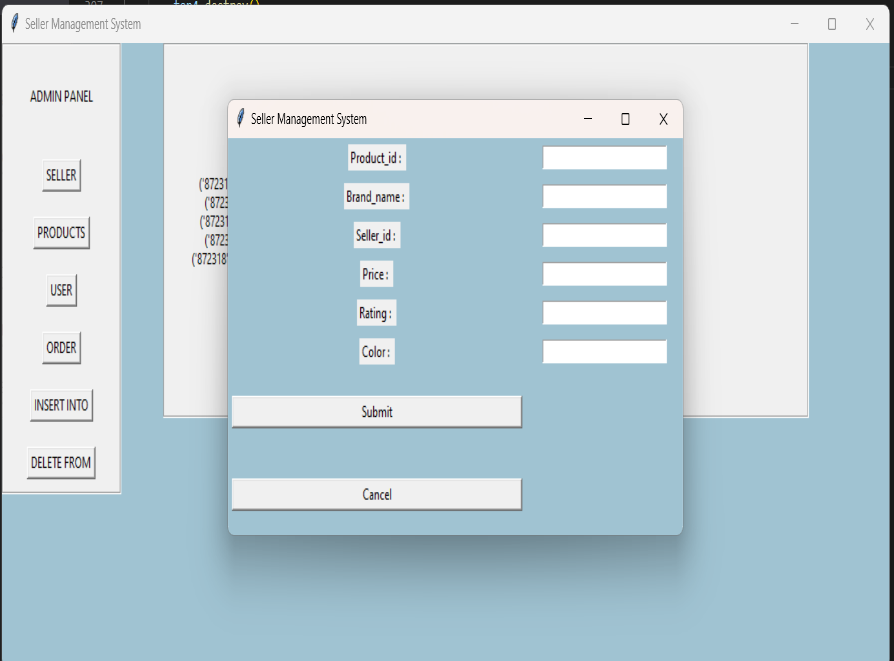 Seller Management System
ADMIN PANEL
SELLER
PRODUCTS
USER
ORDER
INSERT INTO
DELETE FROM
('87231
('8723
('87231
('8723
('872318'
Seller Management System
Product_id :
Brand_name :
Seller_id :
Price :
Rating :
Color :
Submit
Cancel